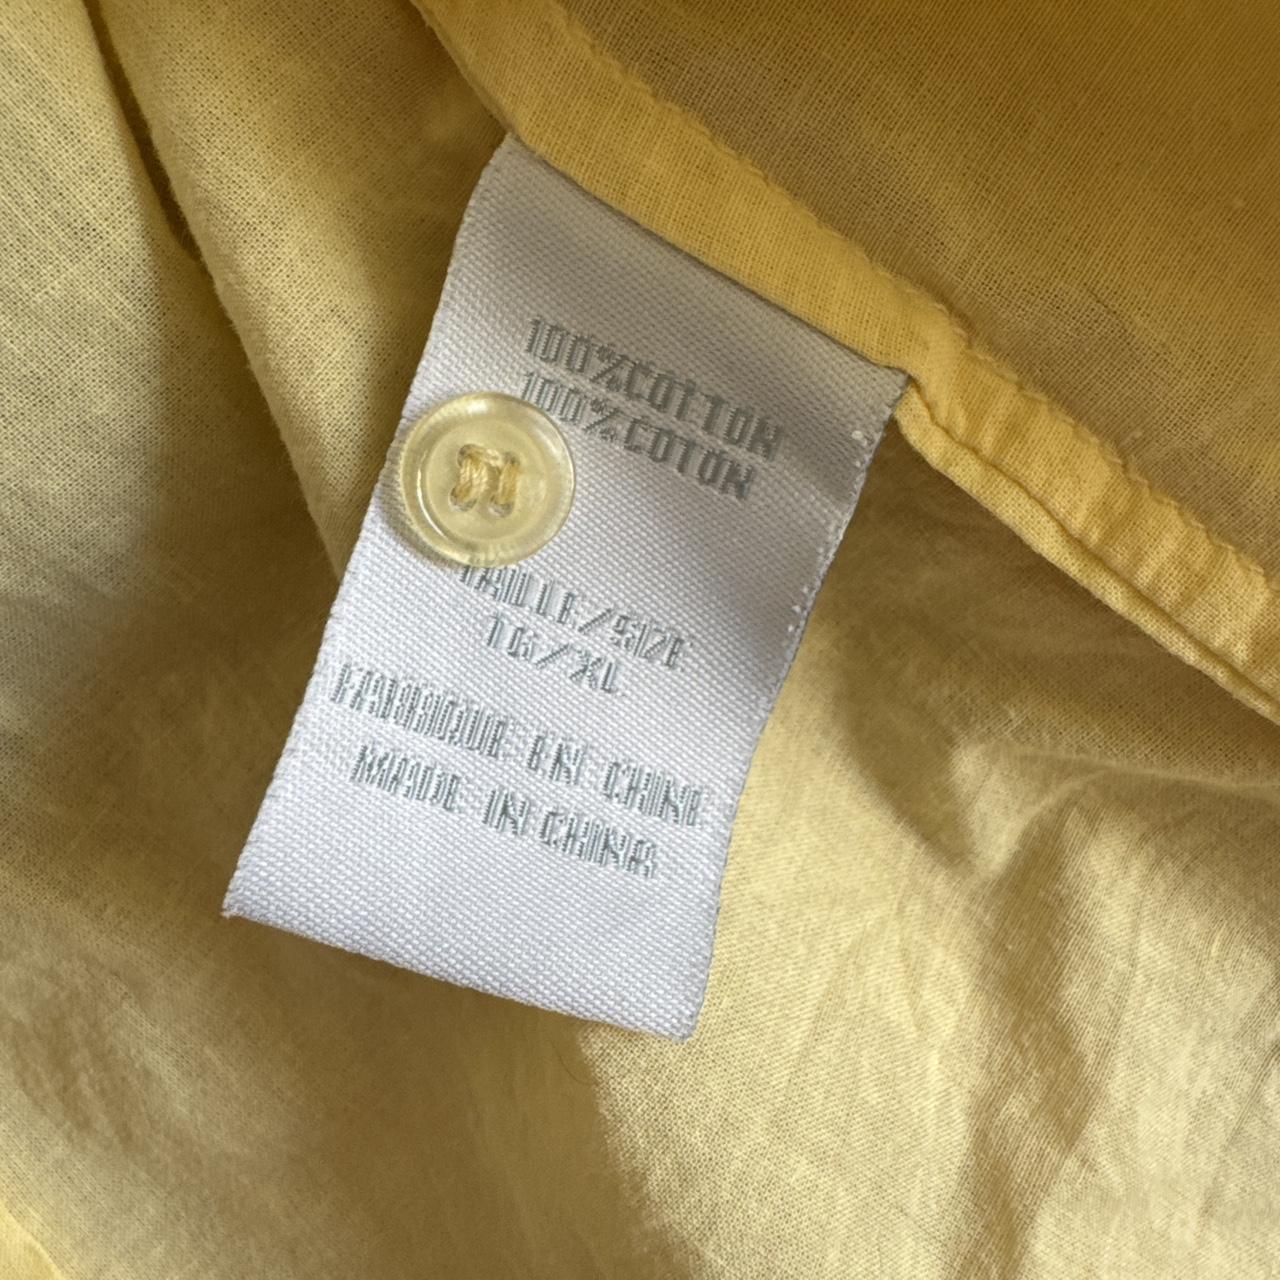 100%COTTON
100%COTON
TAILLE/SIZE
TG/XL
FABRIQUE EN CHINE
MADE IN CHINA